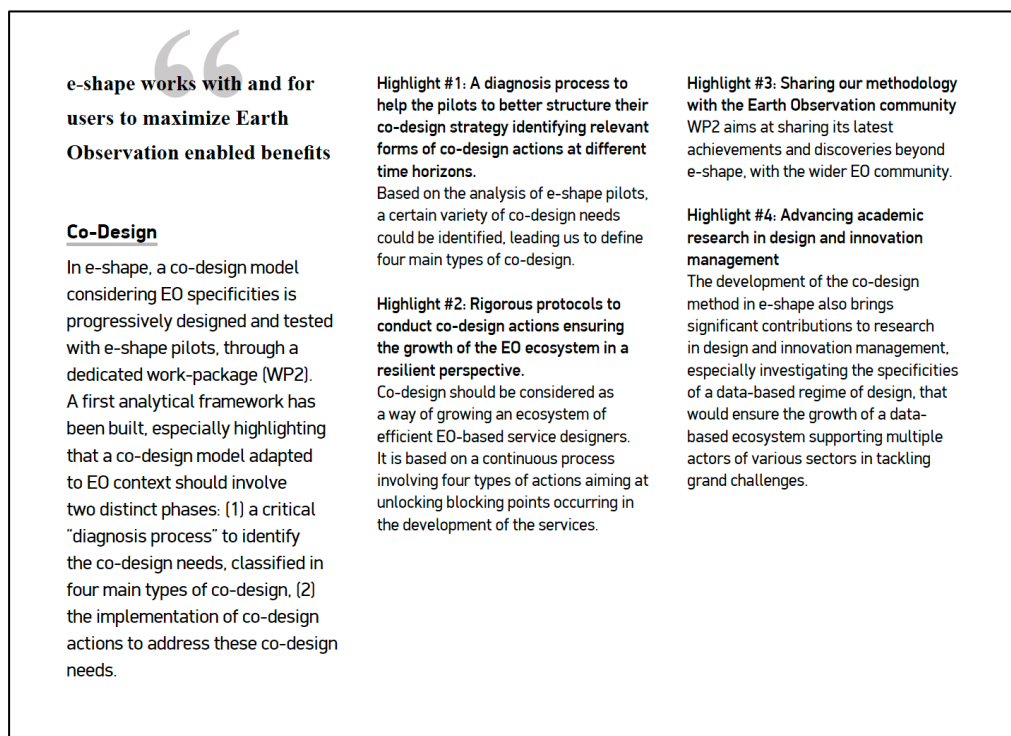 “
e-shape works with and for
users to maximize Earth
Observation enabled benefits
Co-Design
In e-shape, a co-design model
considering EO specificities is
progressively designed and tested
with e-shape pilots, through a
dedicated work-package (WP2).
A first analytical framework has
been built, especially highlighting
that a co-design model adapted
to EO context should involve
two distinct phases: (1) a critical
“diagnosis process” to identify
the co-design needs, classified in
four main types of co-design, (2)
the implementation of co-design
actions to address these co-design
needs.
Highlight #1: A diagnosis process to
help the pilots to better structure their
co-design strategy identifying relevant
forms of co-design actions at different
time horizons.
Based on the analysis of e-shape pilots,
a certain variety of co-design needs
could be identified, leading us to define
four main types of co-design.
Highlight #2: Rigorous protocols to
conduct co-design actions ensuring
the growth of the EO ecosystem in a
resilient perspective.
Co-design should be considered as
a way of growing an ecosystem of
efficient EO-based service designers.
It is based on a continuous process
involving four types of actions aiming at
unlocking blocking points occurring in
the development of the services.
Highlight #3: Sharing our methodology
with the Earth Observation community
WP2 aims at sharing its latest
achievements and discoveries beyond
e-shape, with the wider EO community.
Highlight #4: Advancing academic
research in design and innovation
management
The development of the co-design
method in e-shape also brings
significant contributions to research
in design and innovation management,
especially investigating the specificities
of a data-based regime of design, that
would ensure the growth of a data-
based ecosystem supporting multiple
actors of various sectors in tackling
grand challenges.